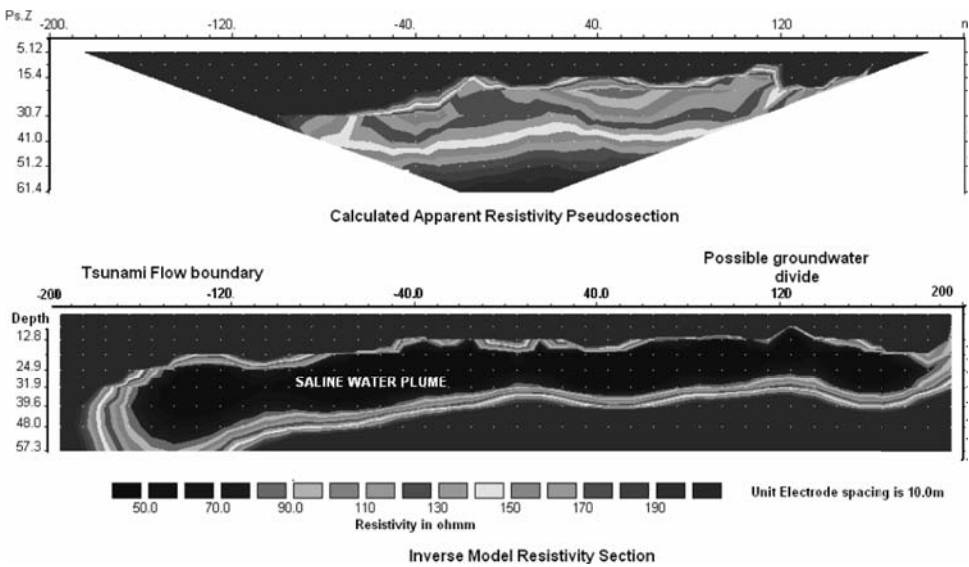 Ps.Z
-200. -120. -40. 40. 120
5.12
15.4
30.7
41.0
51.2
61.4
Calculated Apparent Resistivity Pseudosection
Tsunami Flow boundary
Possible groundwater
divide
-200 -120. -40.0 40.0 120 200
Depth
12.8
24.9
31.9
39.6
48.0
57.3
SALINE WATER PLUME
50.0 70.0 90.0 110 130 150 170 190
Unit Electrode spacing is 10.0m
Resistivity in ohmm
Inverse Model Resistivity Section